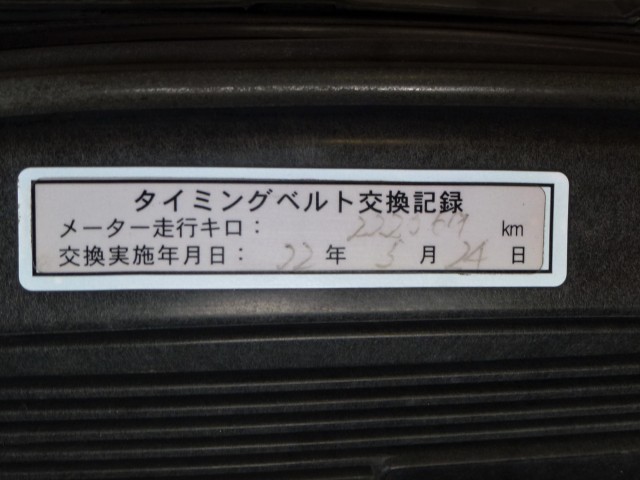 タイミングベルト交換記録
メーター走行キロ： km
交換実施年月日： 22 年 3 月 24 日